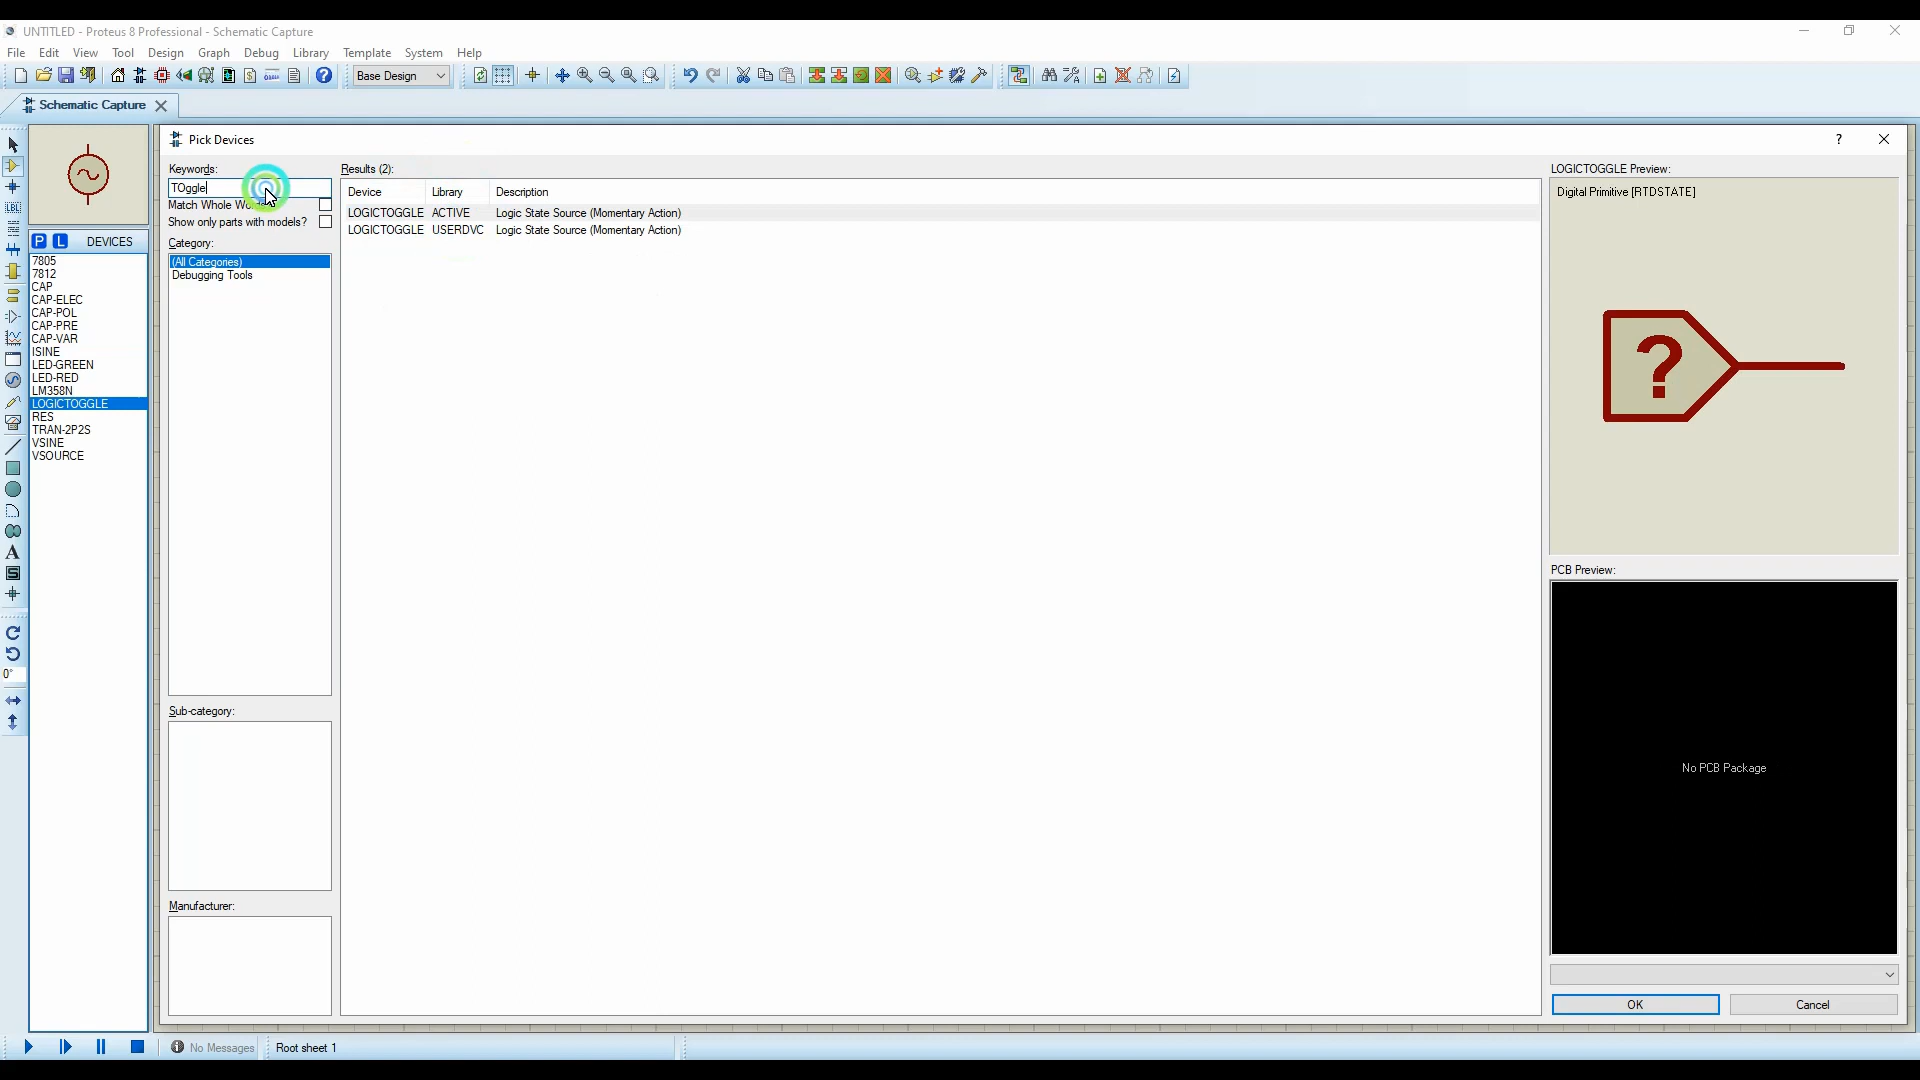 UNTITLED - Proteus 8 Professional - Schematic Capture
File Edit View Tool Design Graph Debug Library Template System Help
Base Design
Schematic Capture
Pick Devices
Keywords:
TOggle
Match Whole
Show only parts with models?
Category:
(All Categories)
Debugging Tools
Sub-category:
Manufacturer:
Results (2):
Device Library Description
LOGICTOGGLE ACTIVE Logic State Source (Momentary Action)
LOGICTOGGLE USERDVC Logic State Source (Momentary Action)
LOGICTOGGLE Preview:
Digital Primitive [RTDSTATE]
?
PCB Preview:
No PCB Package
OK Cancel
P L DEVICES
7805
7812
CAP
CAP-ELEC
CAP-POL
CAP-PRE
CAP-VAR
ISINE
LED-GREEN
LED-RED
LM358N
LOGICTOGGLE
RES
TRAN-2P2S
VSINE
VSOURCE
LBL
A
S
0°
No Messages Root sheet 1